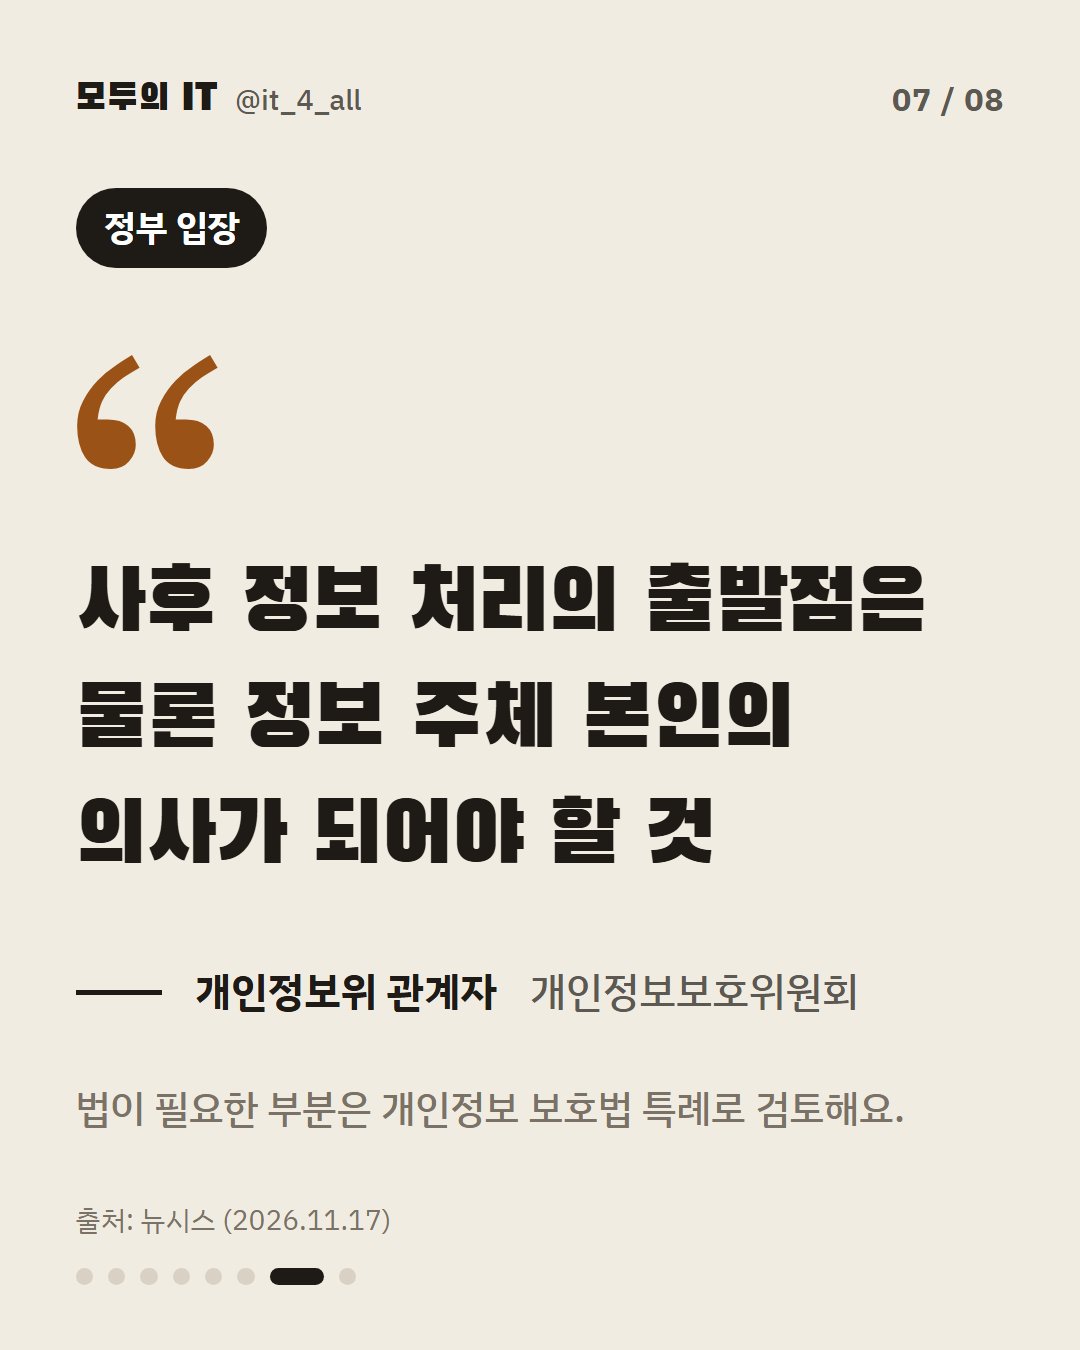 모두의 IT @it_4_all 07 / 08
정부 입장
“
사후 정보 처리의 출발점은
물론 정보 주체 본인의
의사가 되어야 할 것
개인정보위 관계자 개인정보보호위원회
법이 필요한 부분은 개인정보 보호법 특례로 검토해요.
출처: 뉴시스 (2026.11.17)